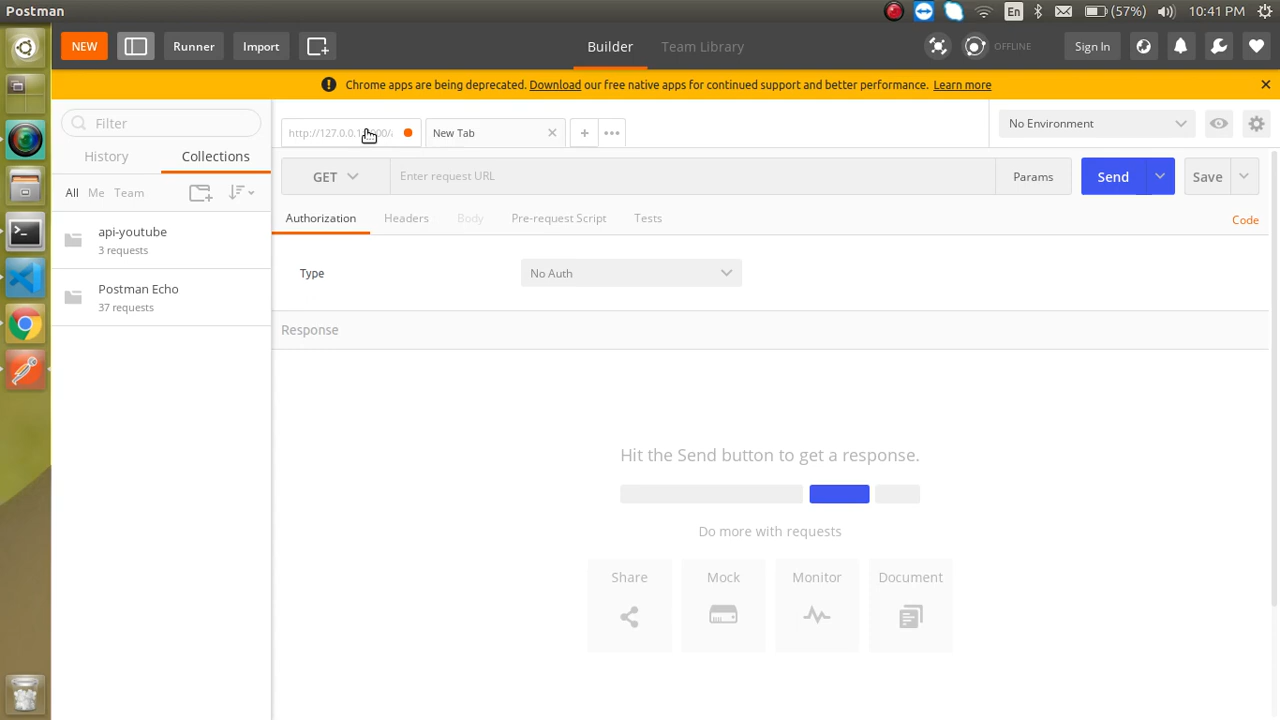 Postman
En
(57%)
10:41 PM
NEW
Runner
Import
Builder
Team Library
OFFLINE
Sign In
Chrome apps are being deprecated. Download our free native apps for continued support and better performance. Learn more
Filter
History
Collections
All
Me
Team
api-youtube
3 requests
Postman Echo
37 requests
New Tab
No Environment
GET
Enter request URL
Params
Send
Save
Authorization
Headers
Body
Pre-request Script
Tests
Code
Type
No Auth
Response
Hit the Send button to get a response.
Do more with requests
Share
Mock
Monitor
Document